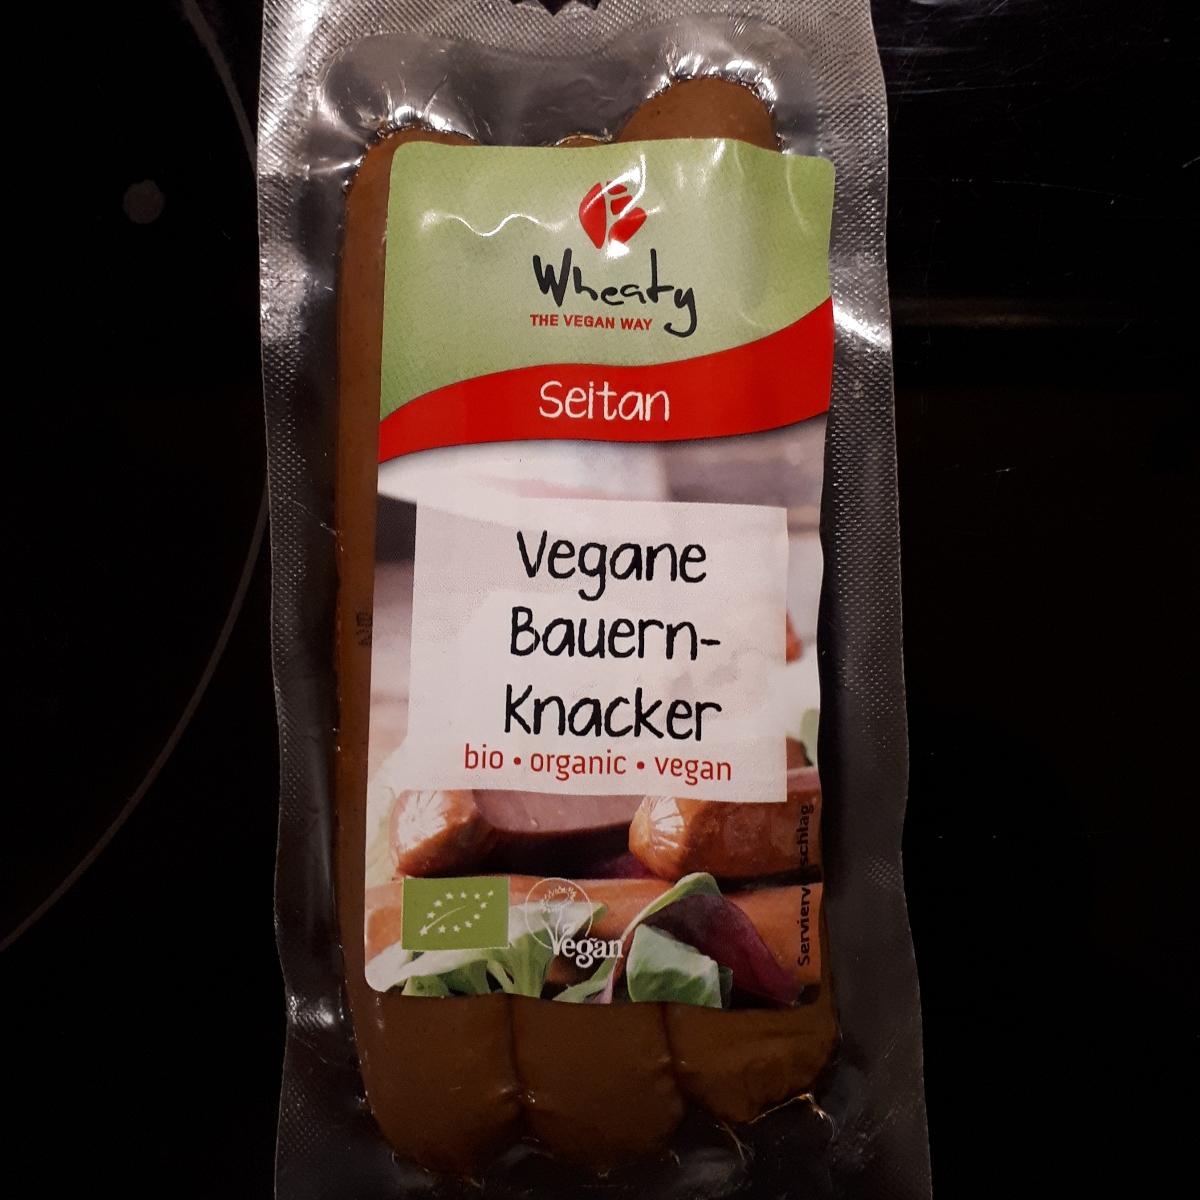 Wheaty
THE VEGAN WAY
Seitan
Vegane
Bauern-
Knacker
bio • organic • vegan
Vegan